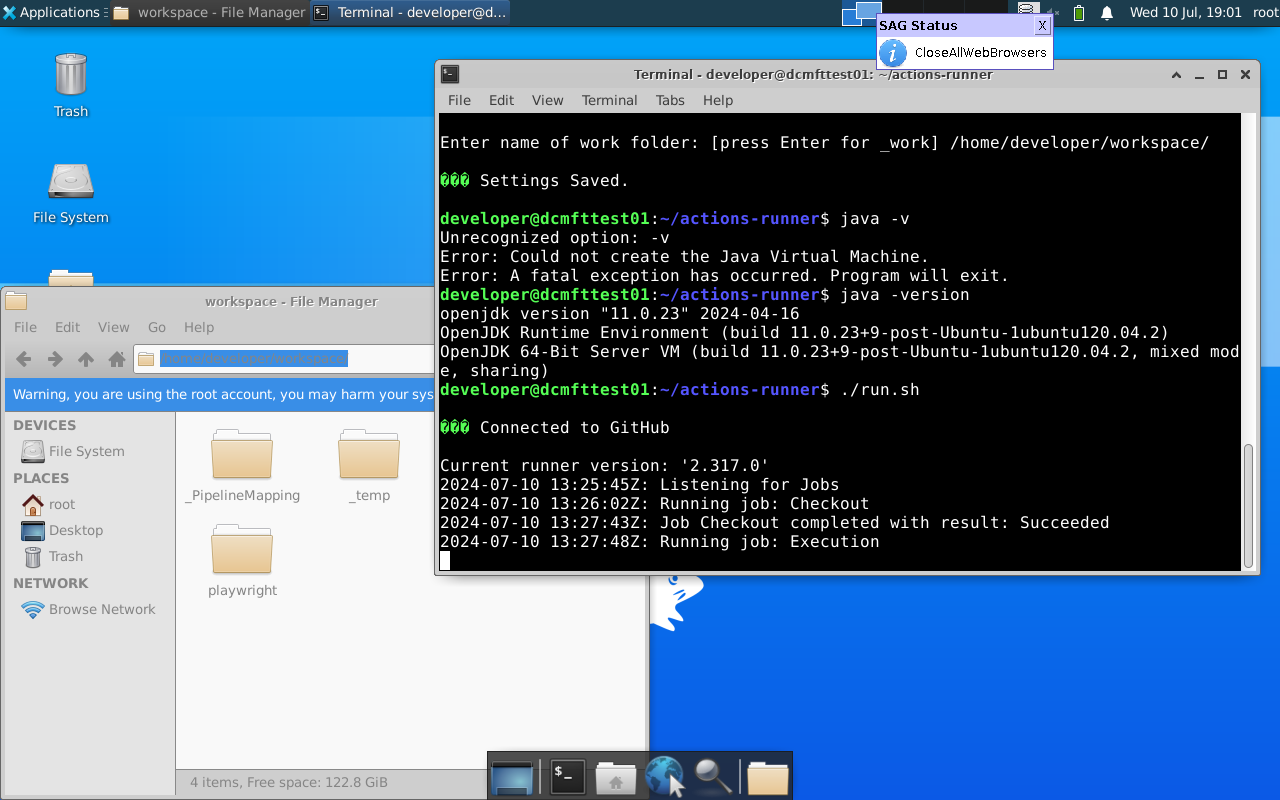 Applications
workspace - File Manager
Terminal - developer@d...
Wed 10 Jul, 19:01
root
SAG Status
X
CloseAllWebBrowsers
Trash
File System
Terminal - developer@dcmfttest01: ~/actions-runner
File Edit View Terminal Tabs Help
Enter name of work folder: [press Enter for _work] /home/developer/workspace/
��� Settings Saved.
developer@dcmfttest01:~/actions-runner$ java -v
Unrecognized option: -v
Error: Could not create the Java Virtual Machine.
Error: A fatal exception has occurred. Program will exit.
developer@dcmfttest01:~/actions-runner$ java -version
openjdk version "11.0.23" 2024-04-16
OpenJDK Runtime Environment (build 11.0.23+9-post-Ubuntu-1ubuntu120.04.2)
OpenJDK 64-Bit Server VM (build 11.0.23+9-post-Ubuntu-1ubuntu120.04.2, mixed mod
e, sharing)
developer@dcmfttest01:~/actions-runner$ ./run.sh
��� Connected to GitHub
Current runner version: '2.317.0'
2024-07-10 13:25:45Z: Listening for Jobs
2024-07-10 13:26:02Z: Running job: Checkout
2024-07-10 13:27:43Z: Job Checkout completed with result: Succeeded
2024-07-10 13:27:48Z: Running job: Execution
workspace - File Manager
File Edit View Go Help
/home/developer/workspace/
Warning, you are using the root account, you may harm your sys
DEVICES
File System
PLACES
root
Desktop
Trash
NETWORK
Browse Network
_PipelineMapping
_temp
playwright
4 items, Free space: 122.8 GiB